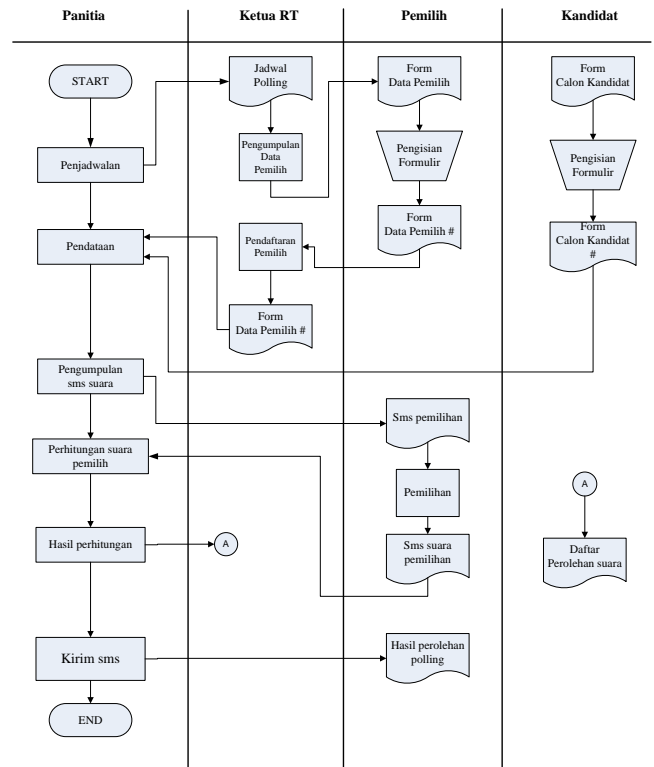 Panitia
Ketua RT
Pemilih
Kandidat
START
Penjadwalan
Pendataan
Pengumpulan
sms suara
Perhitungan suara
pemilih
Hasil perhitungan
Kirim sms
END
Jadwal
Polling
Pengumpulan
Data
Pemilih
Pendaftaran
Pemilih
Form
Data Pemilih #
A
Form
Data Pemilih
Pengisian
Formulir
Form
Data Pemilih #
Sms pemilihan
Pemilihan
Sms suara
pemilihan
Hasil perolehan
polling
Form
Calon Kandidat
Pengisian
Formulir
Form
Calon Kandidat
#
A
Daftar
Perolehan suara